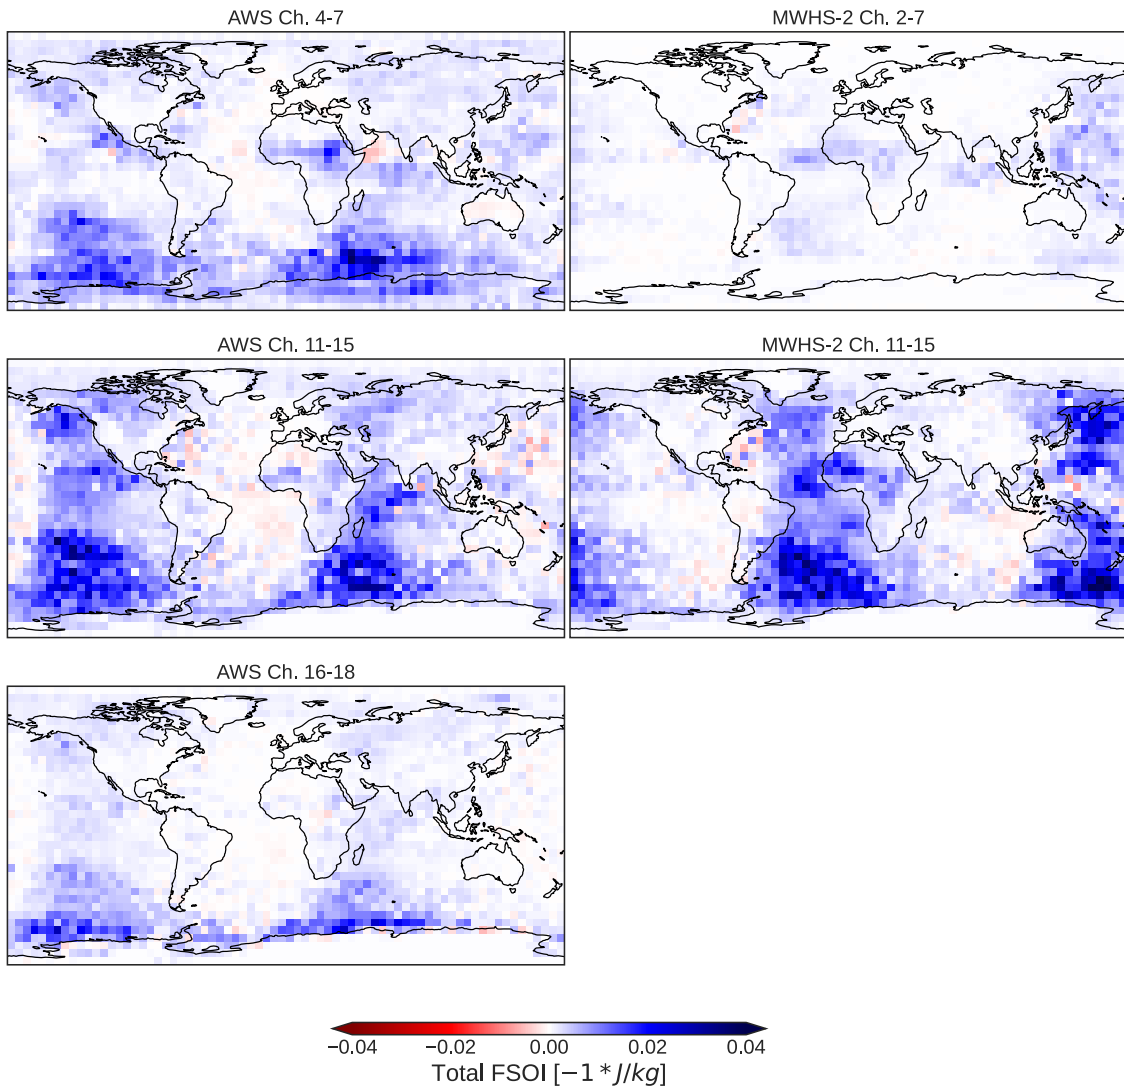 AWS Ch. 4-7
MWHS-2 Ch. 2-7
AWS Ch. 11-15
MWHS-2 Ch. 11-15
AWS Ch. 16-18
−0.04 −0.02 0.00 0.02 0.04
Total FSOI [−1 * J/kg]